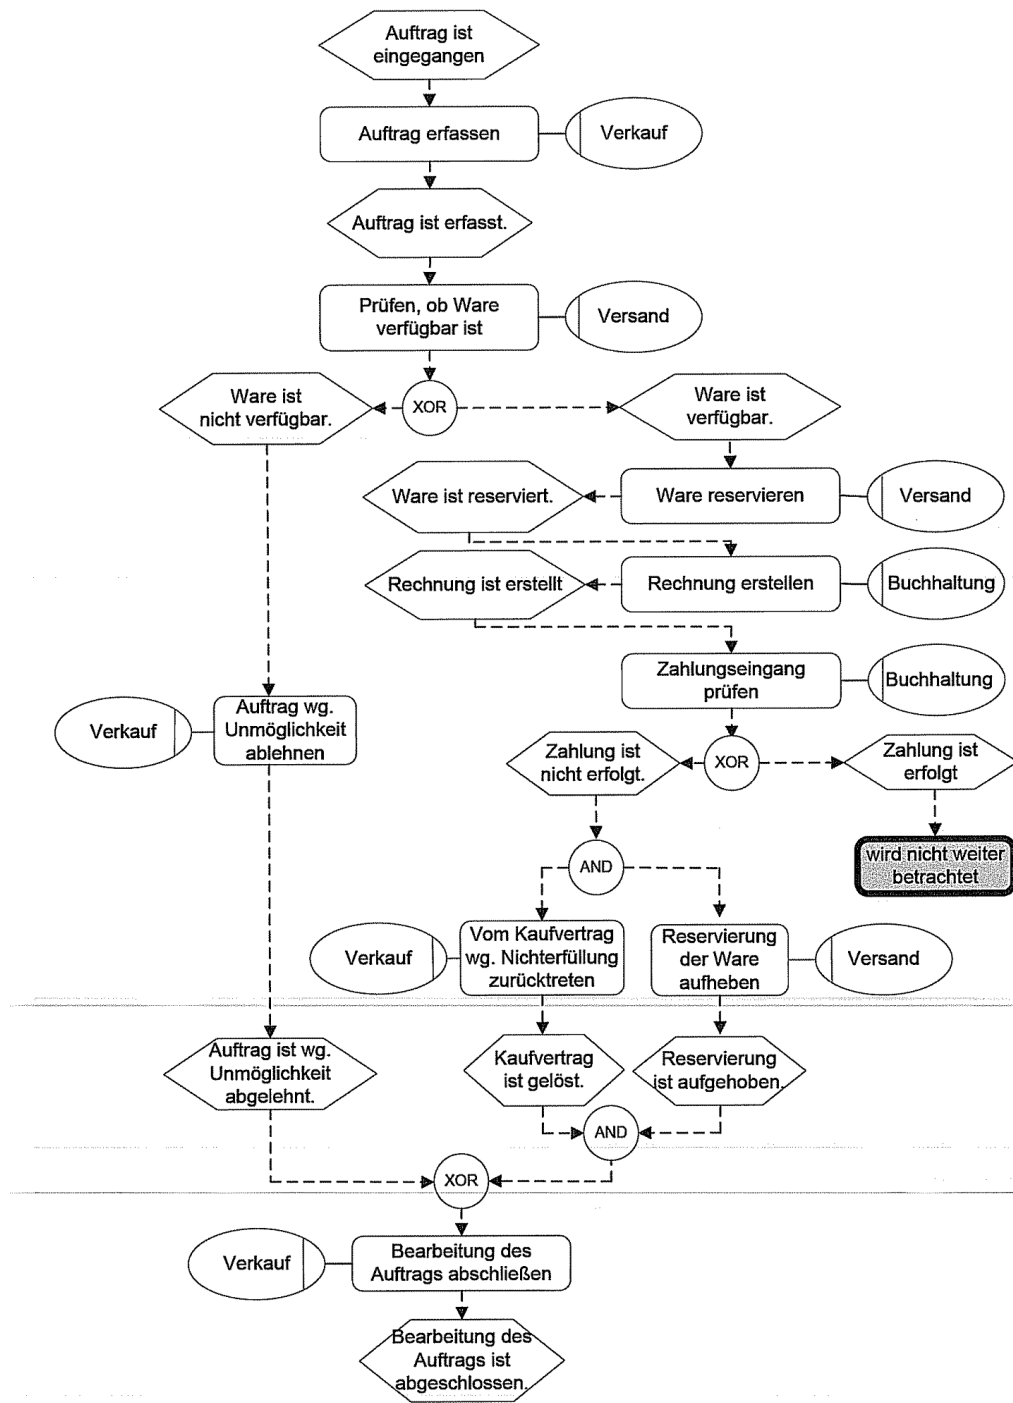 Auftrag ist
eingegangen
Auftrag erfassen
Verkauf
Auftrag ist erfasst.
Prüfen, ob Ware
verfügbar ist
Versand
Ware ist
nicht verfügbar.
XOR
Ware ist
verfügbar.
Ware ist reserviert.
Ware reservieren
Versand
Rechnung ist erstellt
Rechnung erstellen
Buchhaltung
Zahlungseingang
prüfen
Buchhaltung
Verkauf
Auftrag wg.
Unmöglichkeit
ablehnen
Zahlung ist
nicht erfolgt.
XOR
Zahlung ist
erfolgt
AND
wird nicht weiter
betrachtet
Verkauf
Vom Kaufvertrag
wg. Nichterfüllung
zurücktreten
Reservierung
der Ware
aufheben
Versand
Auftrag ist wg.
Unmöglichkeit
abgelehnt.
Kaufvertrag
ist gelöst.
Reservierung
ist aufgehoben.
AND
XOR
Verkauf
Bearbeitung des
Auftrags abschließen
Bearbeitung des
Auftrags ist
abgeschlossen.